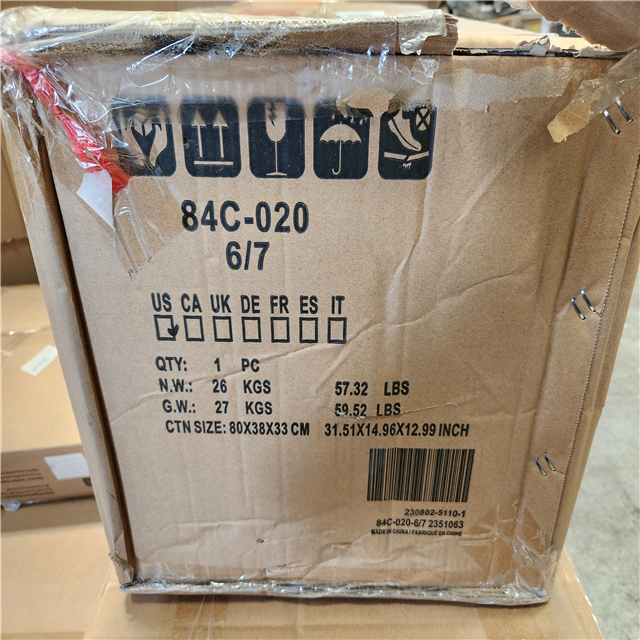 84C-020
6/7
US CA UK DE FR ES IT
QTY: 1 PC
N.W.: 26 KGS 57.32 LBS
G.W.: 27 KGS 59.52 LBS
CTN SIZE: 80X38X33 CM 31.51X14.96X12.99 INCH
230802-5110-1
84C-020-6/7 2351063
MADE IN CHINA / FABRIQUÉ EN CHINE